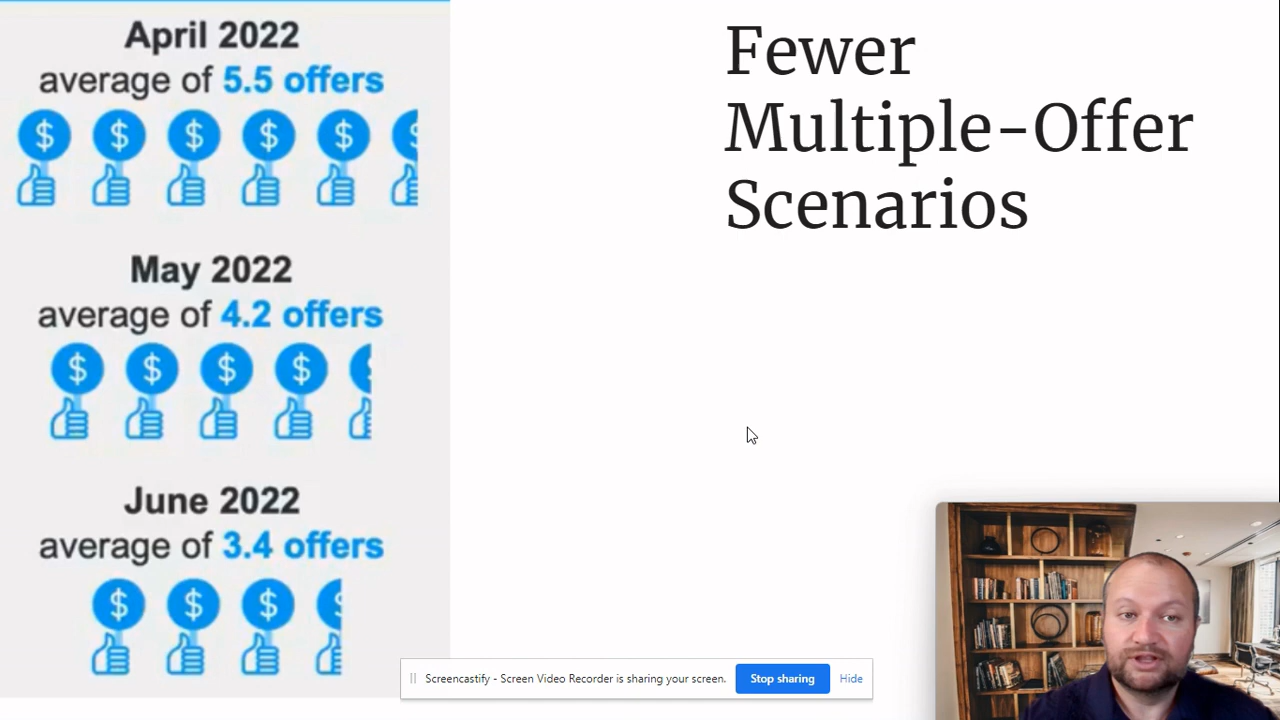 April 2022
average of 5.5 offers
May 2022
average of 4.2 offers
June 2022
average of 3.4 offers
Fewer
Multiple-Offer
Scenarios
Screencastify - Screen Video Recorder is sharing your screen.
Stop sharing
Hide